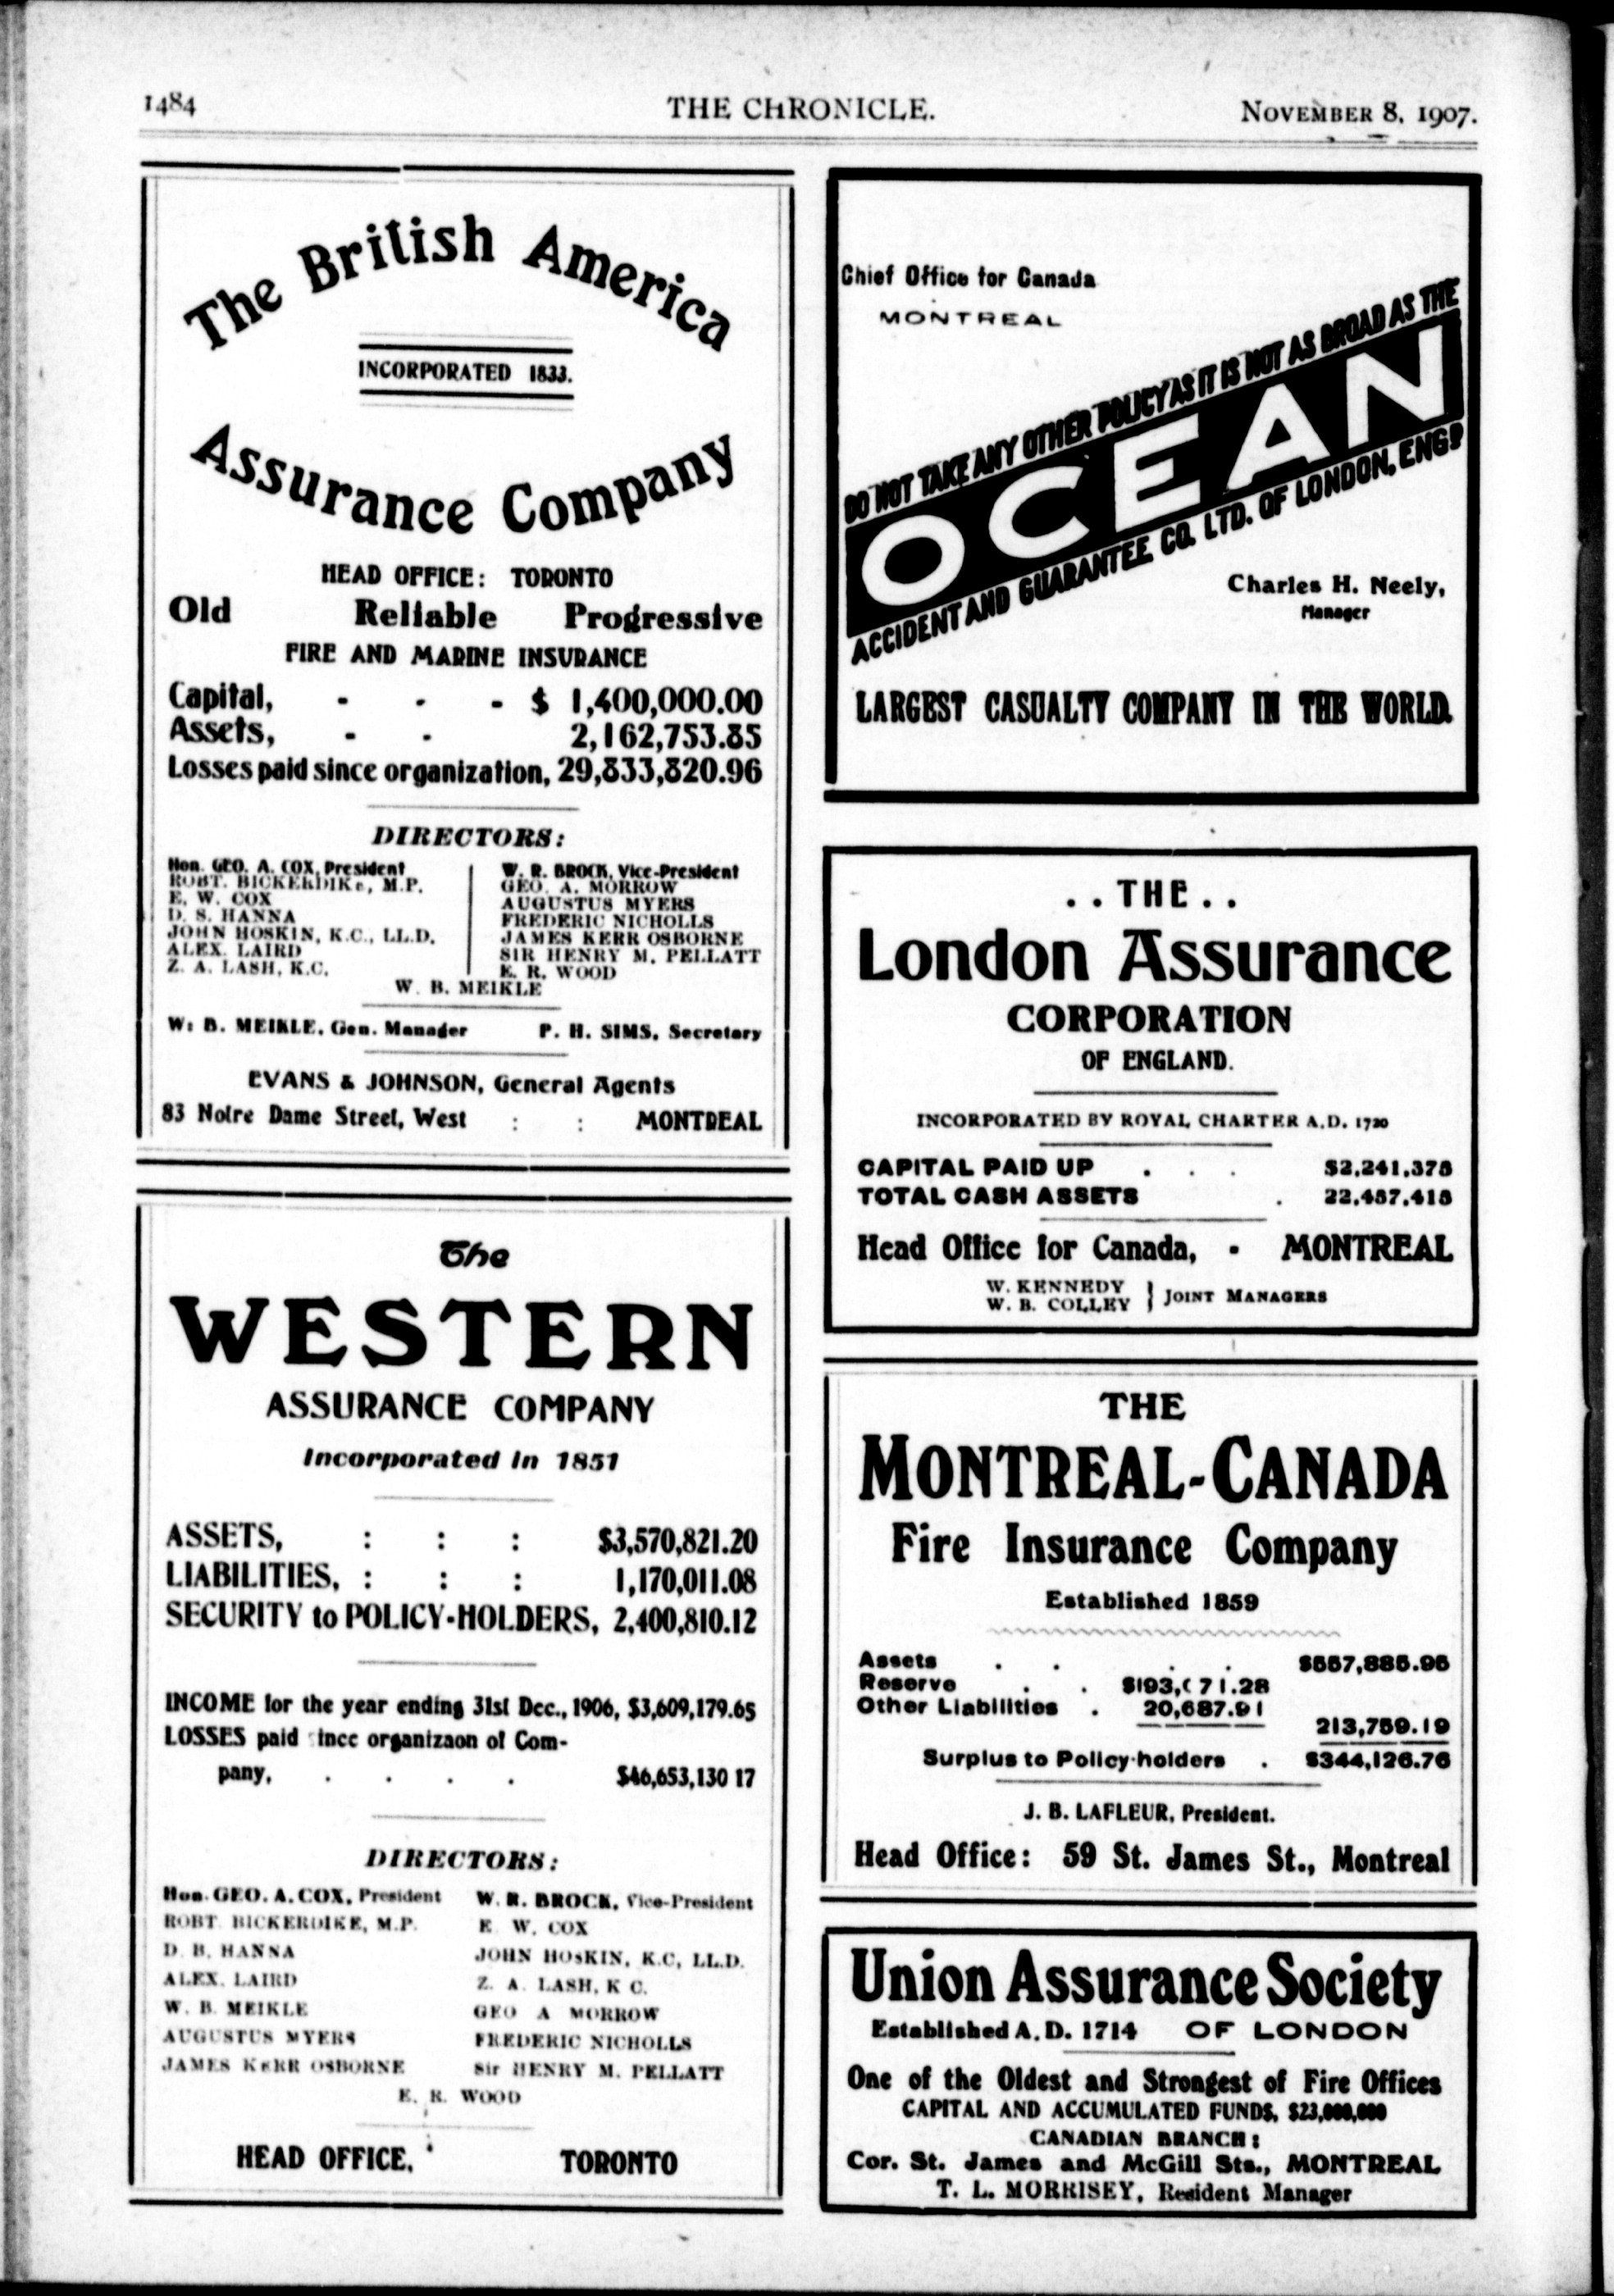 1484
THE CHRONICLE.
NOVEMBER 8, 1907.
The British America
INCORPORATED 1833.
Assurance Company
HEAD OFFICE: TORONTO
Old Reliable Progressive
FIRE AND MARINE INSURANCE
Capital, - - - $ 1,400,000.00
Assets, - - 2,162,753.85
Losses paid since organization, 29,833,820.96
DIRECTORS:
Hon. GEO. A. COX, President
ROBT. BICKERDIKE, M.P.
E. W. COX
D. S. HANNA
JOHN HOSKIN, K.C., LL.D.
ALEX. LAIRD
Z. A. LASH, K.C.
W. R. BROCK, Vice-President
GEO. A. MORROW
AUGUSTUS MYERS
FREDERIC NICHOLLS
JAMES KERR OSBORNE
SIR HENRY M. PELLATT
E. R. WOOD
W. B. MEIKLE
W. B. MEIKLE, Gen. Manager P. H. SIMS, Secretary
EVANS & JOHNSON, General Agents
83 Notre Dame Street, West : : MONTREAL
The
WESTERN
ASSURANCE COMPANY
Incorporated in 1851
ASSETS, : : : $3,570,821.20
LIABILITIES, : : : 1,170,011.08
SECURITY to POLICY-HOLDERS, 2,400,810.12
INCOME for the year ending 31st Dec., 1906, $3,609,179.65
LOSSES paid ince organizaon of Com-
pany, . . . . $46,653,130 17
DIRECTORS:
Hon. GEO. A. COX, President W. R. BROCK, Vice-President
ROBT BICKERDIKE, M.P. E. W. COX
D. B. HANNA JOHN HOSKIN, K.C, LL.D.
ALEX. LAIRD Z. A. LASH, K C.
W. B. MEIKLE GEO A MORROW
AUGUSTUS MYERS FREDERIC NICHOLLS
JAMES KERR OSBORNE Sir HENRY M. PELLATT
E. R. WOOD
HEAD OFFICE, TORONTO
Chief Office for Canada
MONTREAL
DO NOT TAKE ANY OTHER POLICY AS IT IS NOT AS BROAD AS THE
OCEAN
ACCIDENT AND GUARANTEE CO. LTD. OF LONDON, ENGD
Charles H. Neely,
Manager
LARGEST CASUALTY COMPANY IN THE WORLD.
. . THE . .
London Assurance
CORPORATION
OF ENGLAND.
INCORPORATED BY ROYAL CHARTER A.D. 1720
CAPITAL PAID UP . . . $2,241,375
TOTAL CASH ASSETS . 22,457,415
Head Office for Canada, - MONTREAL
W. KENNEDY
W. B. COLLEY } JOINT MANAGERS
THE
MONTREAL-CANADA
Fire Insurance Company
Established 1859
Assets . . . . $557,885.95
Reserve . . $193,071.28
Other Liabilities . 20,687.91
213,759.19
Surplus to Policy-holders . $344,126.76
J. B. LAFLEUR, President.
Head Office: 59 St. James St., Montreal
Union Assurance Society
Established A. D. 1714 OF LONDON
One of the Oldest and Strongest of Fire Offices
CAPITAL AND ACCUMULATED FUNDS, $23,000,000
CANADIAN BRANCH:
Cor. St. James and McGill Sts., MONTREAL
T. L. MORRISEY, Resident Manager